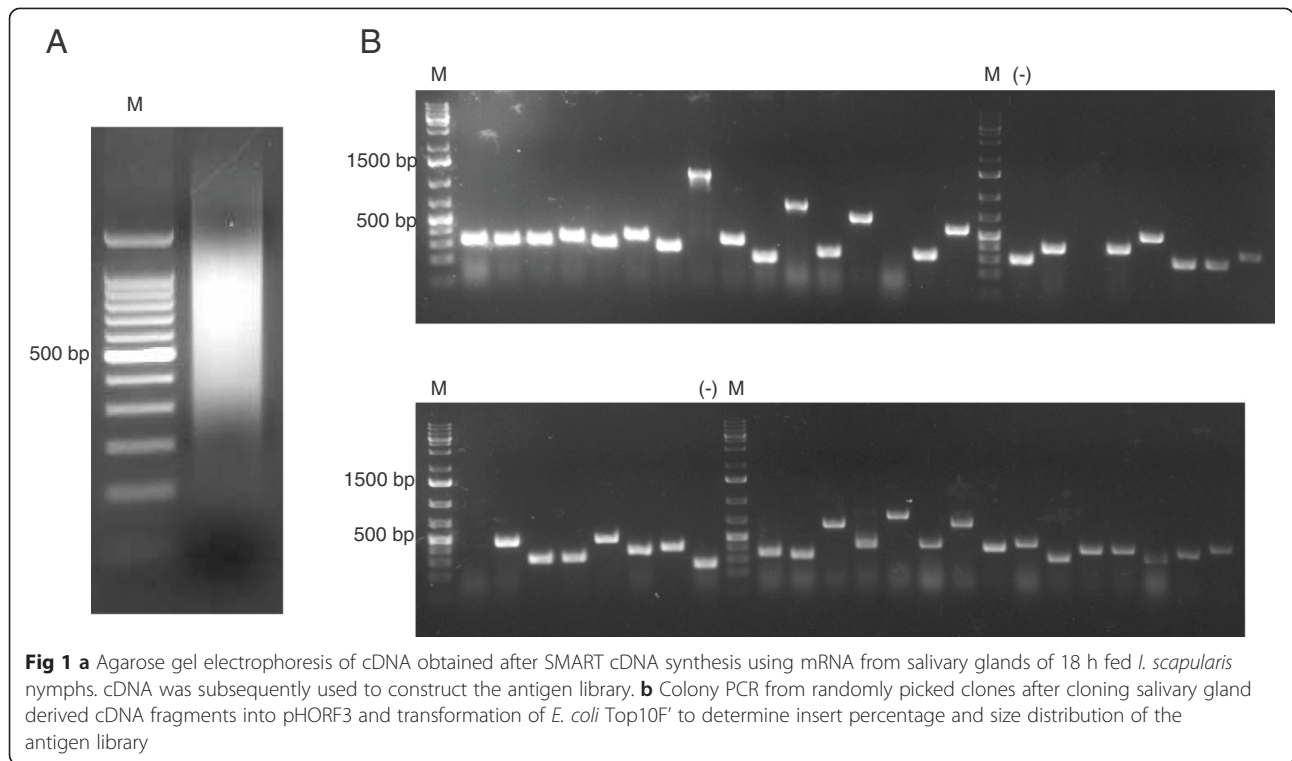 A
B
M
M
M (-)
1500 bp
500 bp
500 bp
M
(-) M
1500 bp
500 bp
Fig 1 a Agarose gel electrophoresis of cDNA obtained after SMART cDNA synthesis using mRNA from salivary glands of 18 h fed I. scapularis
nymphs. cDNA was subsequently used to construct the antigen library. b Colony PCR from randomly picked clones after cloning salivary gland
derived cDNA fragments into pHORF3 and transformation of E. coli Top10F' to determine insert percentage and size distribution of the
antigen library